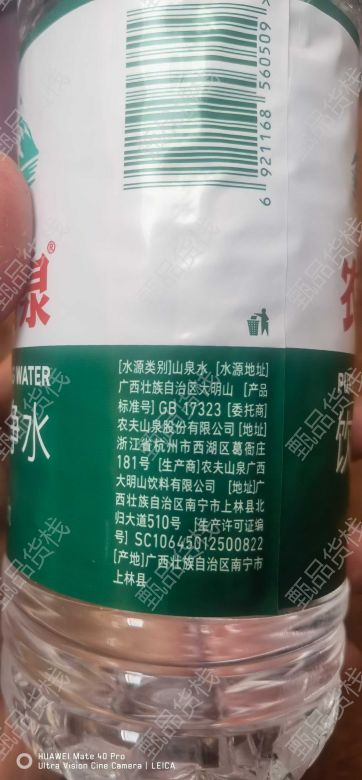 6 921168 560509
泉®
WATER
净水
PU
饮
[水源类别]山泉水 [水源地址]
广西壮族自治区大明山 [产品
标准号] GB 17323 [委托商]
农夫山泉股份有限公司 [地址]
浙江省杭州市西湖区葛衙庄
181号 [生产商]农夫山泉广西
大明山饮料有限公司 [地址]广
西壮族自治区南宁市上林县北
归大道510号 [生产许可证编
号] SC10645012500822
[产地]广西壮族自治区南宁市
上林县
甄品货栈
HUAWEI Mate 40 Pro
Ultra Vision Cine Camera | LEICA